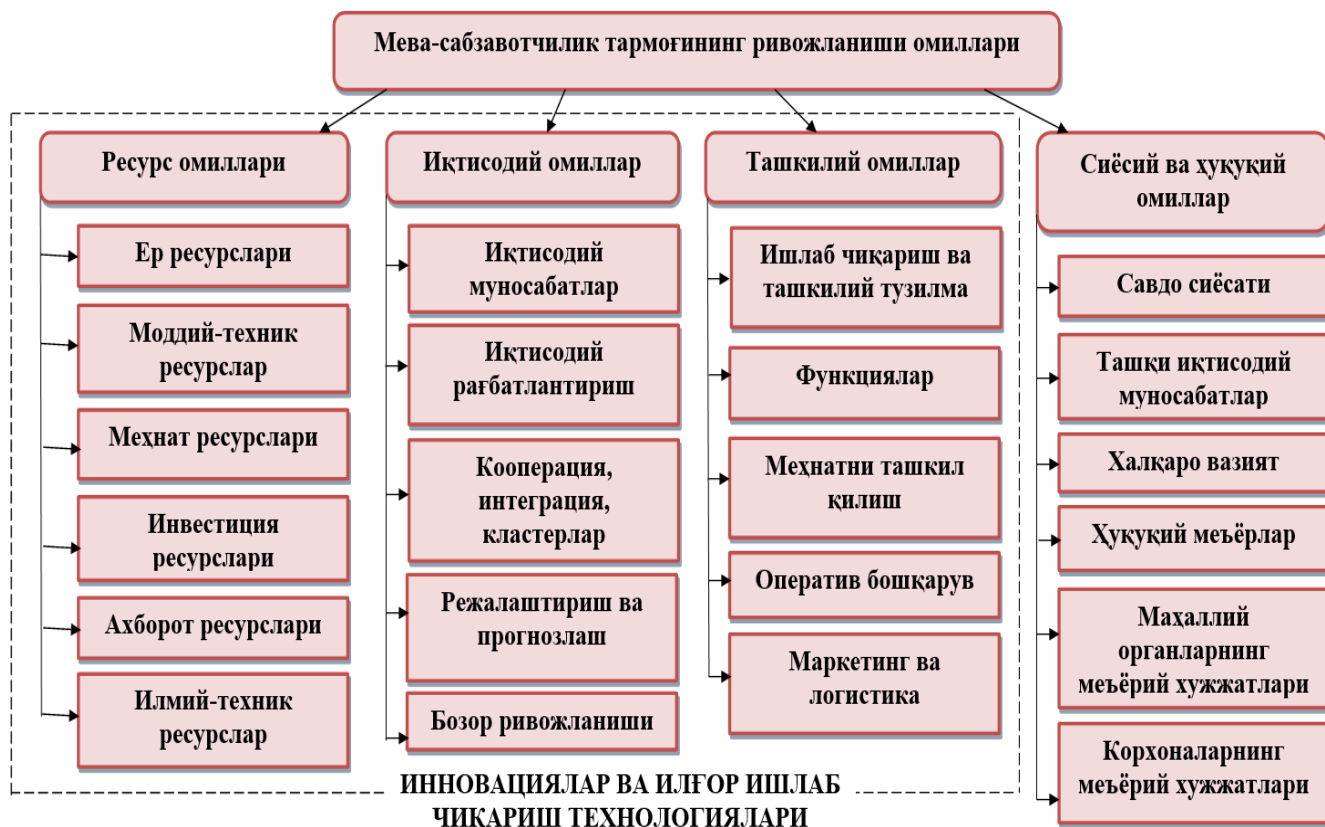 Мева-сабзавотчилик тармоғининг ривожланиши омиллари
Ресурс омиллари
Ер ресурслари
Моддий-техник
ресурслар
Меҳнат ресурслари
Инвестиция
ресурслари
Ахборот ресурслари
Илмий-техник
ресурслар
Иқтисодий омиллар
Иқтисодий
муносабатлар
Иқтисодий
рағбатлантириш
Кооперация,
интеграция,
кластерлар
Режалаштириш ва
прогнозлаш
Бозор ривожланиши
Ташкилий омиллар
Ишлаб чиқариш ва
ташкилий тузилма
Функциялар
Меҳнатни ташкил
қилиш
Оператив бошқарув
Маркетинг ва
логистика
Сиёсий ва ҳуқуқий
омиллар
Савдо сиёсати
Ташқи иқтисодий
муносабатлар
Халқаро вазият
Ҳуқуқий меъёрлар
Маҳаллий
органларнинг
меъёрий хужжатлари
Корхоналарнинг
меъёрий хужжатлари
ИННОВАЦИЯЛАР ВА ИЛҒОР ИШЛАБ
ЧИКАРИШ ТЕХНОЛОГИЯЛАРИ